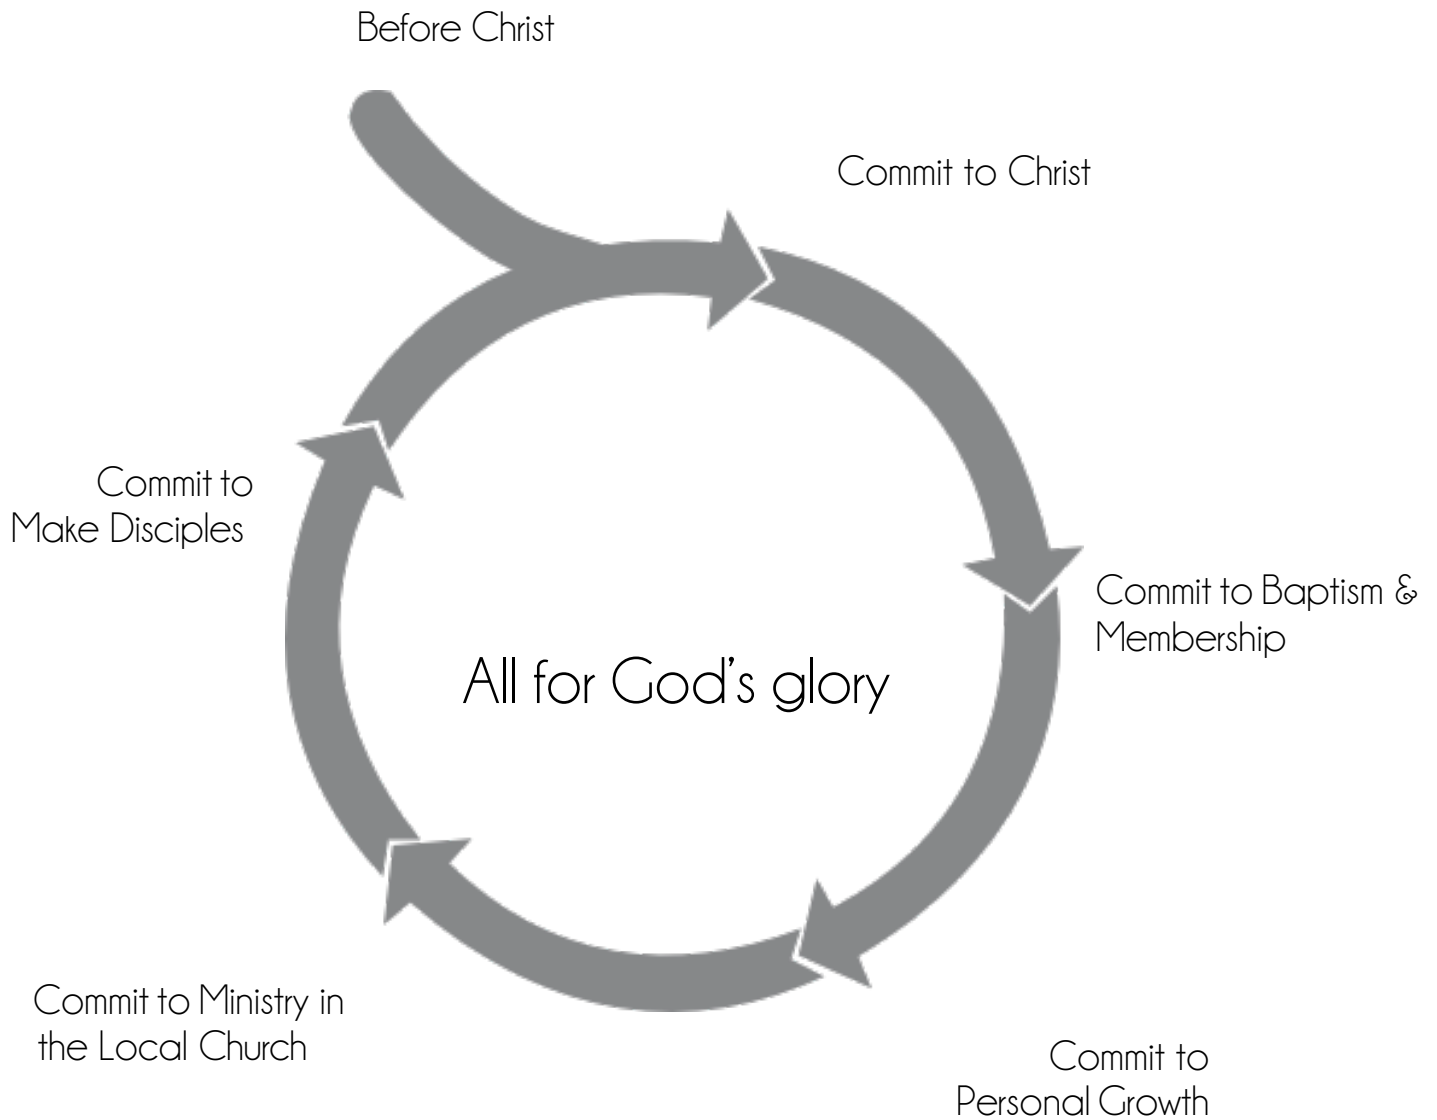 Before Christ
Commit to Christ
Commit to Baptism &
Membership
Commit to
Personal Growth
Commit to Ministry in
the Local Church
Commit to
Make Disciples
All for God's glory